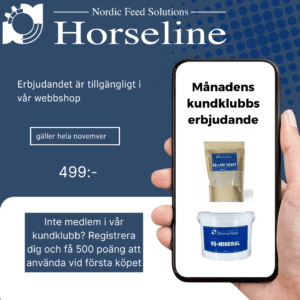 Nordic Feed Solutions
Horseline
Erbjudandet är tillgängligt i
vår webbshop
gäller hela novemver
499:-
Inte medlem i vår
kundklubb? Registrera
dig och få 500 poäng att
använda vid första köpet
Månadens
kundklubbs
erbjudande
Horseline
EQ-MINERAL